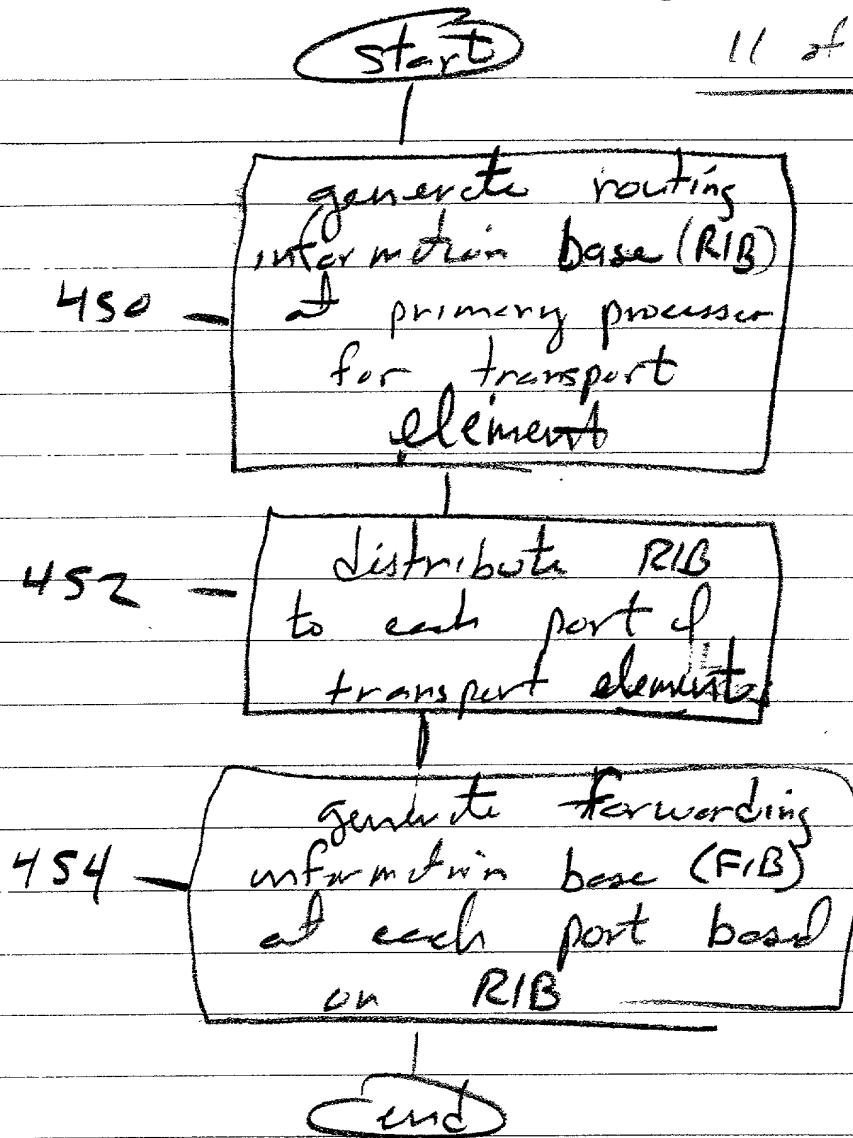 start
11 of
generate routing
information base (RIB)
450 – at primary processor
for transport
element
distribute RIB
452 – to each port of
transport element
generate forwarding
454 – information base (FIB)
at each port based
on RIB
end